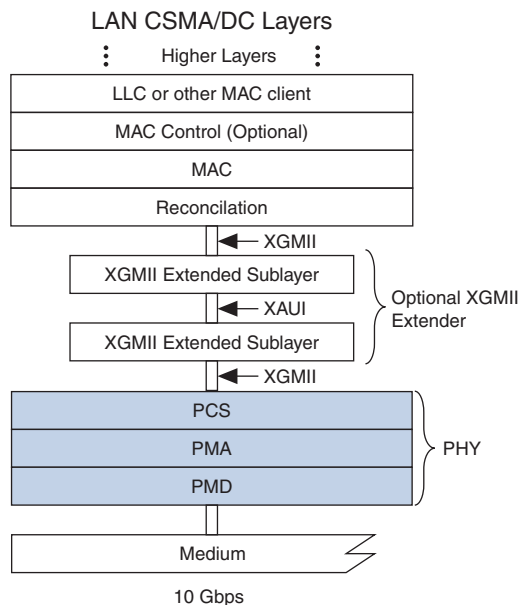 LAN CSMA/DC Layers
Higher Layers
LLC or other MAC client
MAC Control (Optional)
MAC
Reconcilation
XGMII
XGMII Extended Sublayer
XAUI
XGMII Extended Sublayer
Optional XGMII
Extender
XGMII
PCS
PMA
PMD
PHY
Medium
10 Gbps